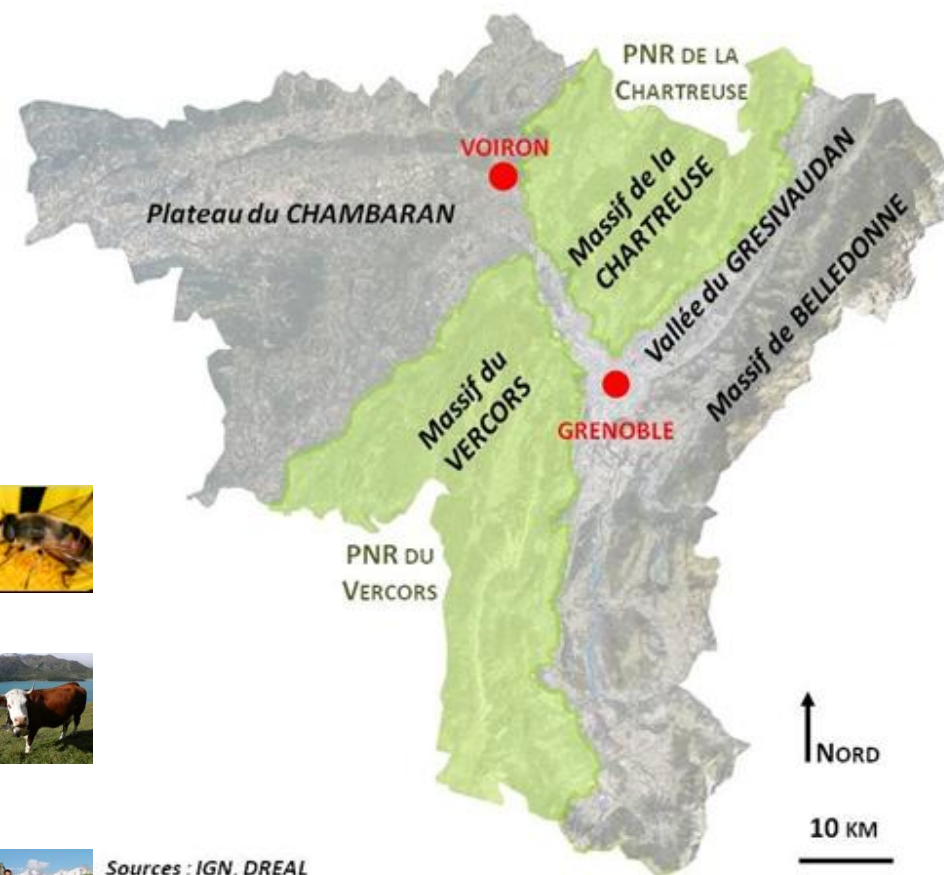 PNR DE LA
CHARTREUSE
VOIRON
Plateau du CHAMBARAN
Massif de la
CHARTREUSE
Vallée du GRESIVAUDAN
Massif de BELLEDONNE
Massif du
VERCORS
GRENOBLE
PNR DU
VERCORS
NORD
10 KM
Sources : IGN, DREAL